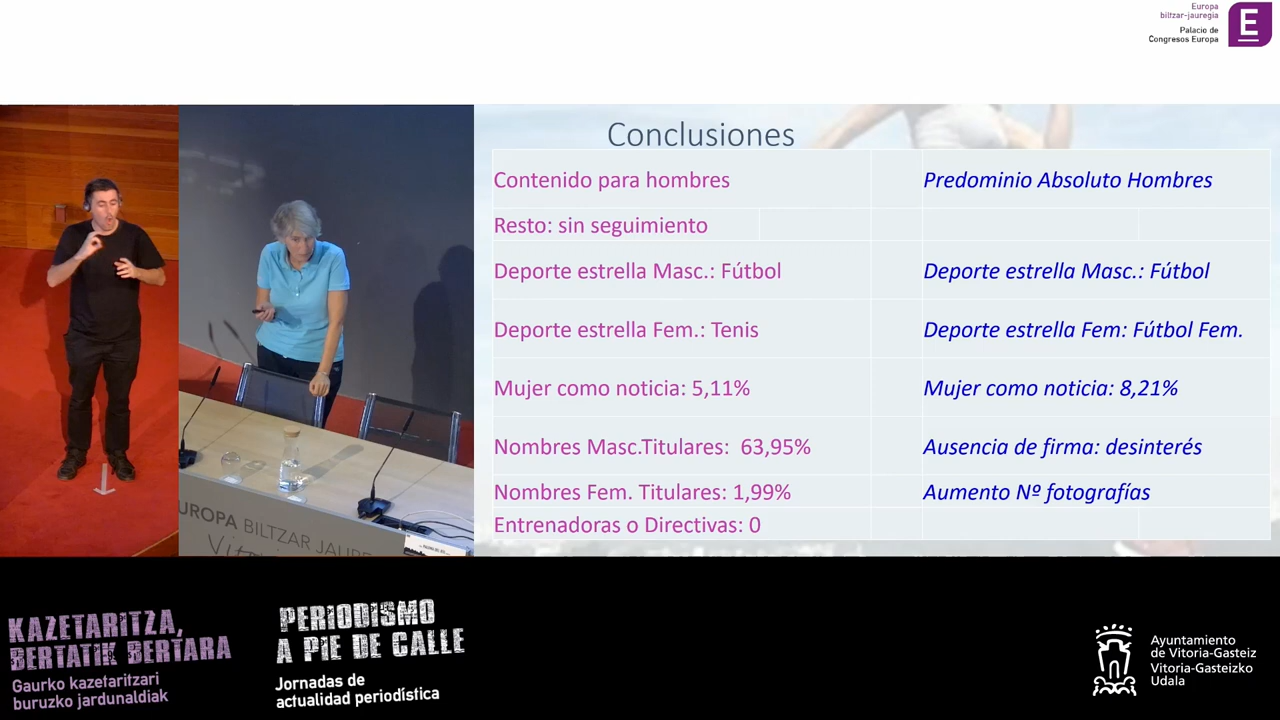 Europa
biltzar-jauregia
Palacio de
Congresos Europa
E
Conclusiones
Contenido para hombres
Predominio Absoluto Hombres
Resto: sin seguimiento
Deporte estrella Masc.: Fútbol
Deporte estrella Masc.: Fútbol
Deporte estrella Fem.: Tenis
Deporte estrella Fem: Fútbol Fem.
Mujer como noticia: 5,11%
Mujer como noticia: 8,21%
Nombres Masc.Titulares:  63,95%
Ausencia de firma: desinterés
Nombres Fem. Titulares: 1,99%
Aumento Nº fotografías
Entrenadoras o Directivas: 0
UROPA BILTZAR JAURE
KAZETARITZA,
BERTATIK BERTARA
Gaurko kazetaritzari
buruzko jardunaldiak
PERIODISMO
A PIE DE CALLE
Jornadas de
actualidad periodística
Ayuntamiento
de Vitoria-Gasteiz
Vitoria-Gasteizko
Udala